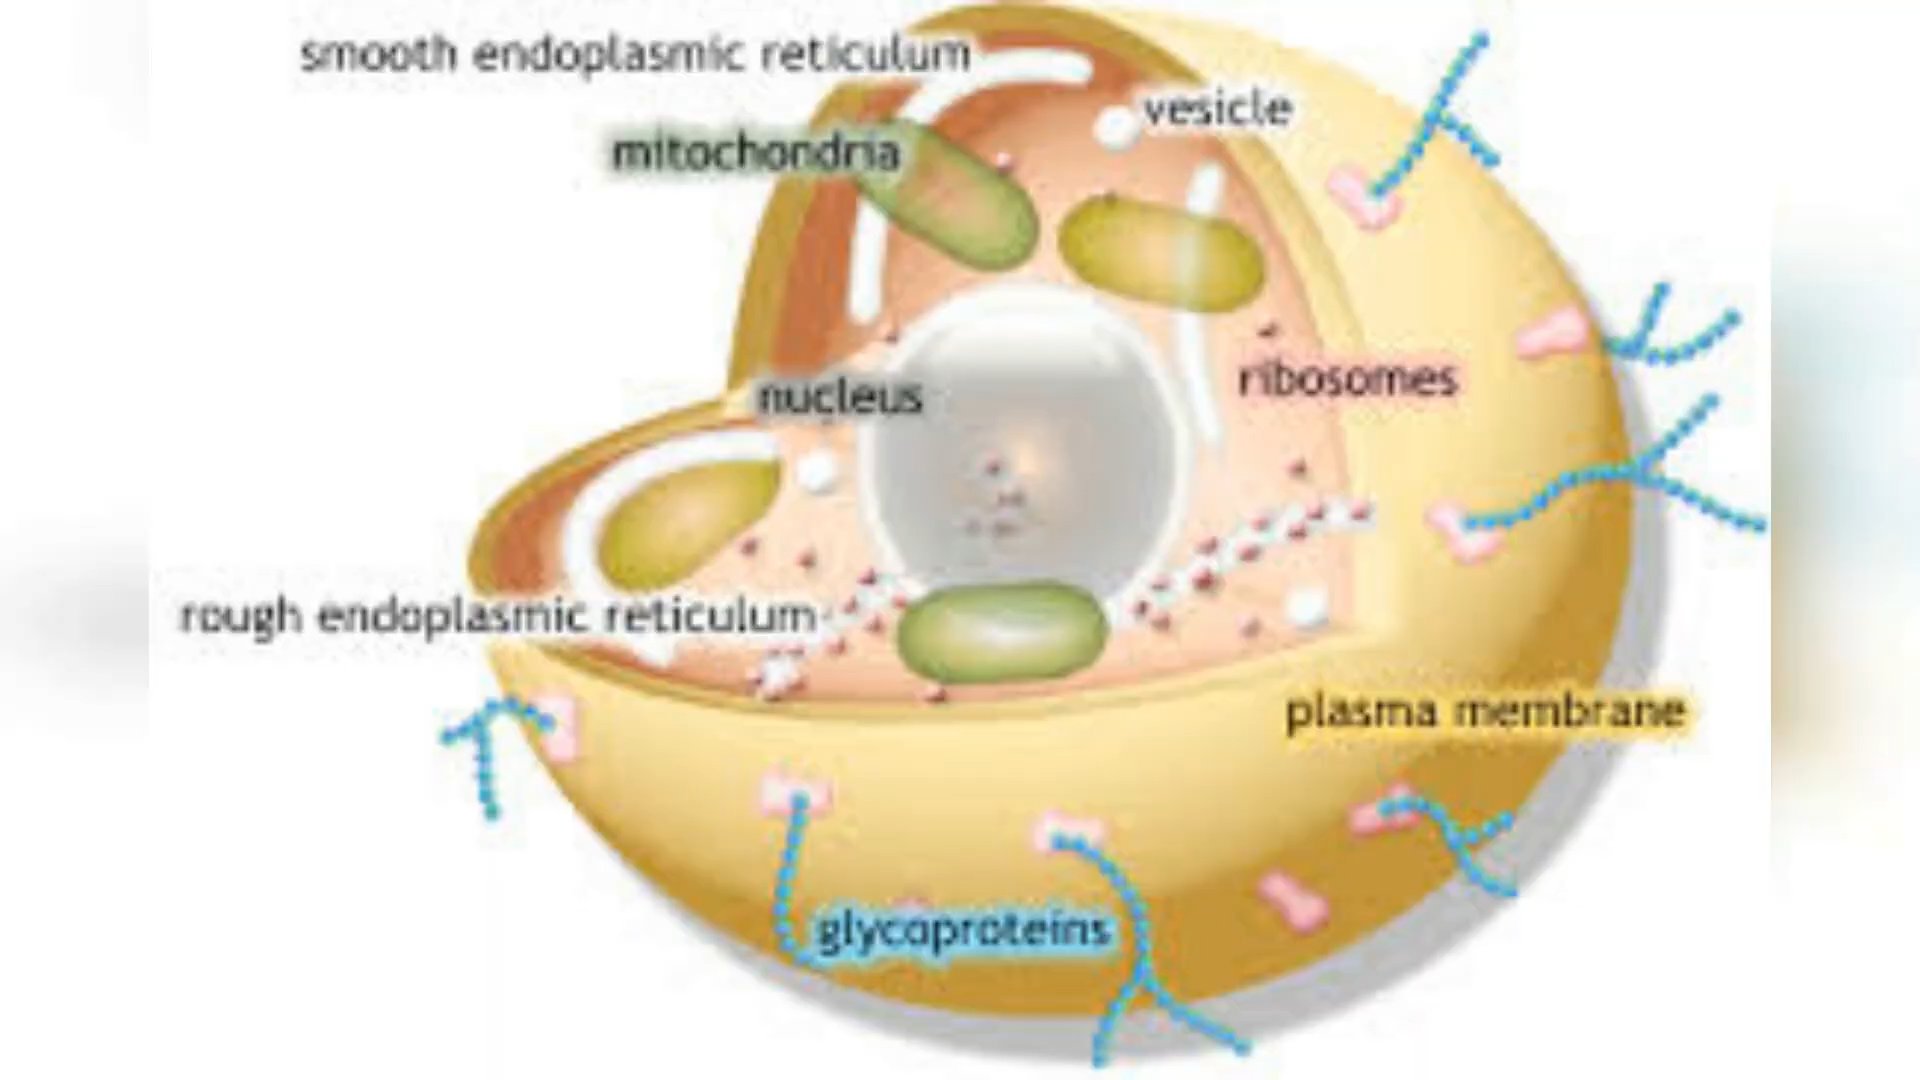 smooth endoplasmic reticulum
vesicle
mitochondria
nucleus
ribosomes
rough endoplasmic reticulum
plasma membrane
glycoproteins